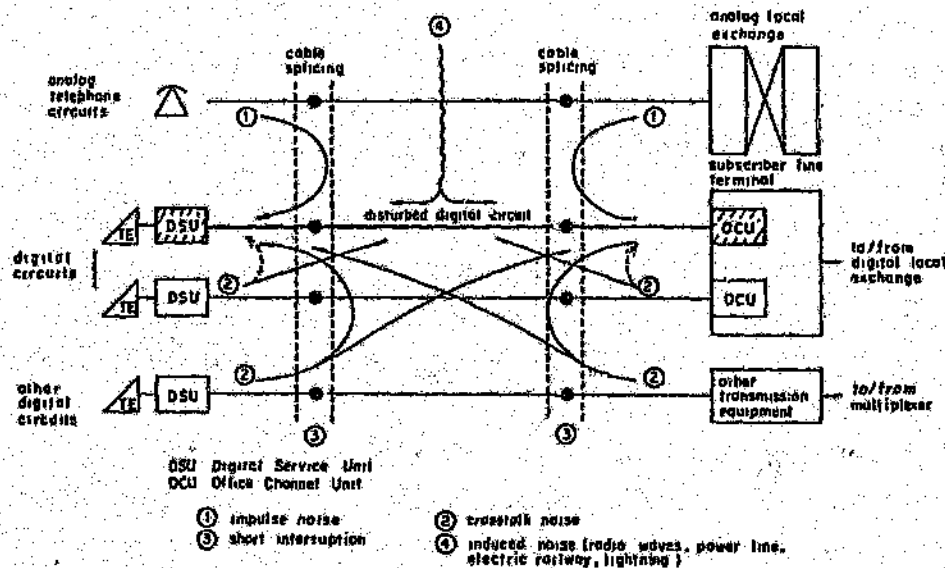 ④
analog local
exchange
cable
splicing
cable
splicing
analog
telephone
circuits
①
①
subscriber line
terminal
disturbed digital circuit
TE
DSU
OCU
digital
circuits
to/from
digital local
exchange
②
②
TE
DSU
OCU
②
②
other
digital
circuits
TE
DSU
other
transmission
equipment
to/from
multiplexer
③
③
DSU Digital Service Unit
OCU Office Channel Unit
① impulse noise
② crosstalk noise
③ short interruption
④ induced noise (radio waves, power line,
electric railway, lightning)